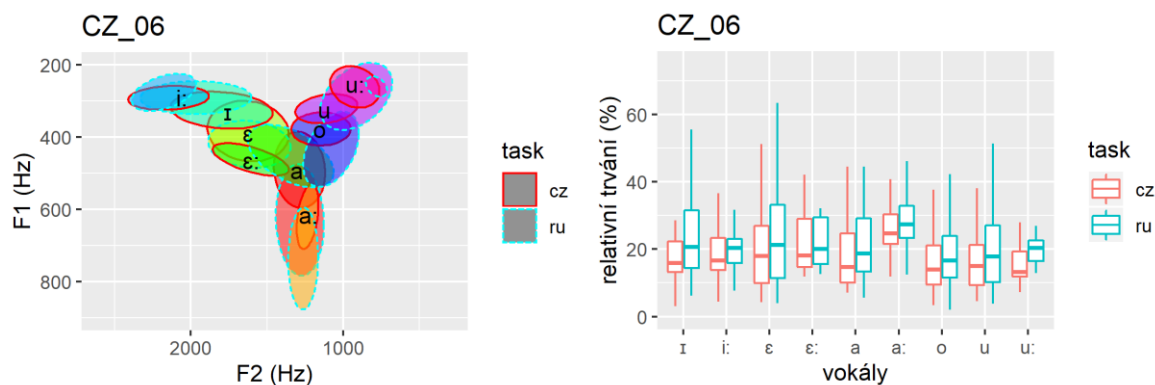 CZ_06
200
400
600
800
F1 (Hz)
2000
1000
F2 (Hz)
i:
ɪ
ɛ
ɛ:
a
a:
o
u
u:
task
cz
ru
CZ_06
60
40
20
0
relativní trvání (%)
ɪ i: ɛ ɛ: a a: o u u:
vokály
task
cz
ru